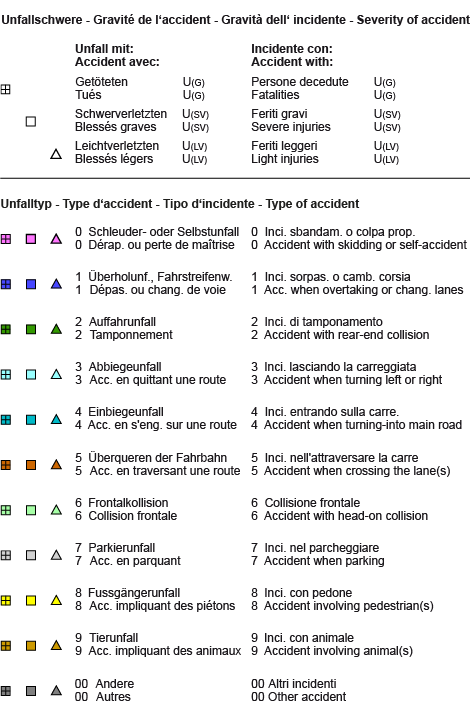 Unfallschwere - Gravité de l'accident - Gravità dell' incidente - Severity of accident
Unfall mit: Incidente con:
Accident avec: Accident with:
Getöteten U(G) Persone decedute U(G)
Tués U(G) Fatalities U(G)
Schwerverletzten U(SV) Feriti gravi U(SV)
Blessés graves U(SV) Severe injuries U(SV)
Leichtverletzten U(LV) Feriti leggeri U(LV)
Blessés légers U(LV) Light injuries U(LV)
Unfalltyp - Type d'accident - Tipo d'incidente - Type of accident
0 Schleuder- oder Selbstunfall 0 Inci. sbandam. o colpa prop.
0 Dérap. ou perte de maîtrise 0 Accident with skidding or self-accident
1 Überholunf., Fahrstreifenw. 1 Inci. sorpas. o camb. corsia
1 Dépas. ou chang. de voie 1 Acc. when overtaking or chang. lanes
2 Auffahrunfall 2 Inci. di tamponamento
2 Tamponnement 2 Accident with rear-end collision
3 Abbiegeunfall 3 Inci. lasciando la carreggiata
3 Acc. en quittant une route 3 Accident when turning left or right
4 Einbiegeunfall 4 Inci. entrando sulla carre.
4 Acc. en s'eng. sur une route 4 Accident when turning-into main road
5 Überqueren der Fahrbahn 5 Inci. nell'attraversare la carre
5 Acc. en traversant une route 5 Accident when crossing the lane(s)
6 Frontalkollision 6 Collisione frontale
6 Collision frontale 6 Accident with head-on collision
7 Parkierunfall 7 Inci. nel parcheggiare
7 Acc. en parquant 7 Accident when parking
8 Fussgängerunfall 8 Inci. con pedone
8 Acc. impliquant des piétons 8 Accident involving pedestrian(s)
9 Tierunfall 9 Inci. con animale
9 Acc. impliquant des animaux 9 Accident involving animal(s)
00 Andere 00 Altri incidenti
00 Autres 00 Other accident